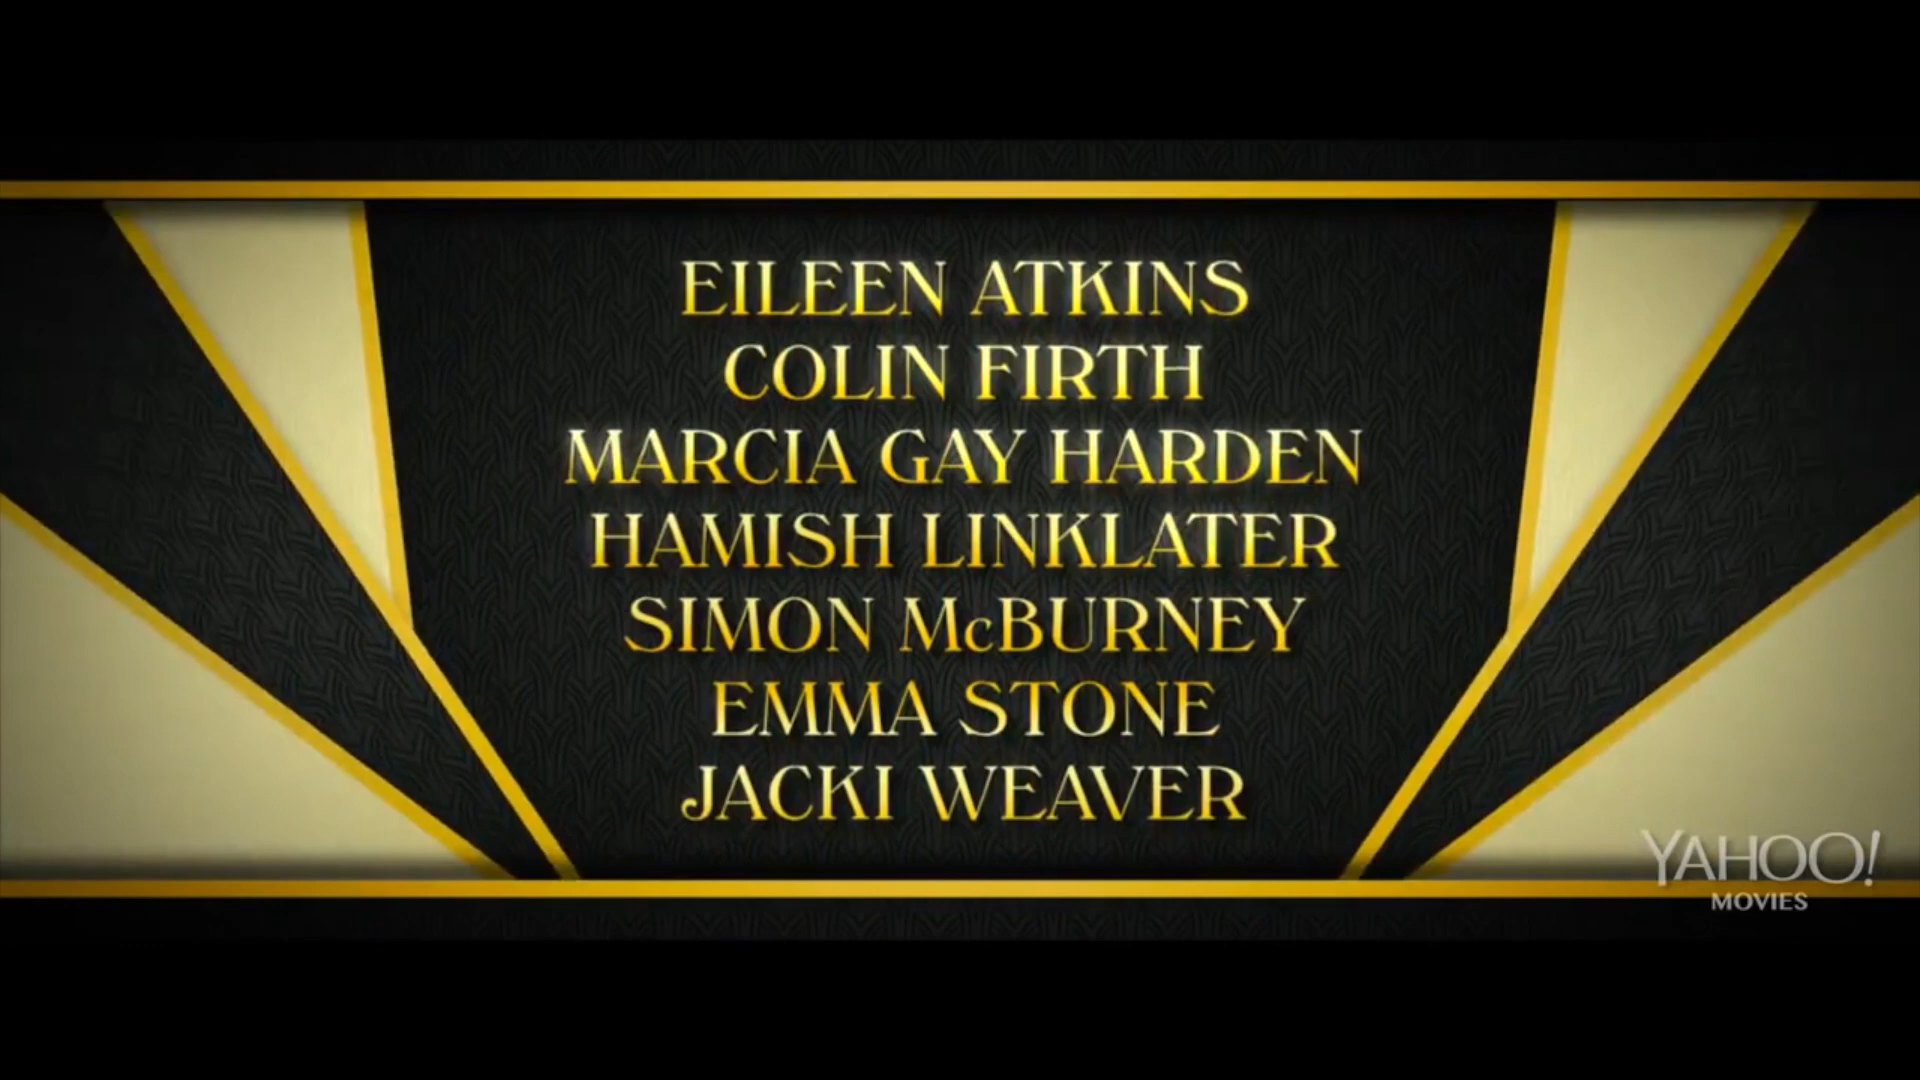 EILEEN ATKINS
COLIN FIRTH
MARCIA GAY HARDEN
HAMISH LINKLATER
SIMON McBURNEY
EMMA STONE
JACKI WEAVER
YAHOO!
MOVIES